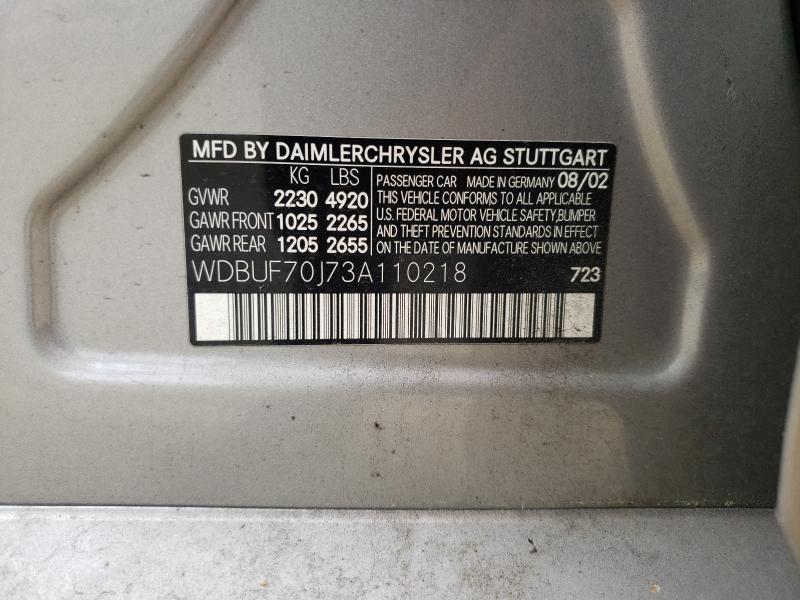 MFD BY DAIMLERCHRYSLER AG STUTTGART
KG LBS
GVWR 2230 4920
GAWR FRONT 1025 2265
GAWR REAR 1205 2655
PASSENGER CAR MADE IN GERMANY 08/02
THIS VEHICLE CONFORMS TO ALL APPLICABLE
U.S. FEDERAL MOTOR VEHICLE SAFETY,BUMPER
AND THEFT PREVENTION STANDARDS IN EFFECT
ON THE DATE OF MANUFACTURE SHOWN ABOVE
WDBUF70J73A110218 723